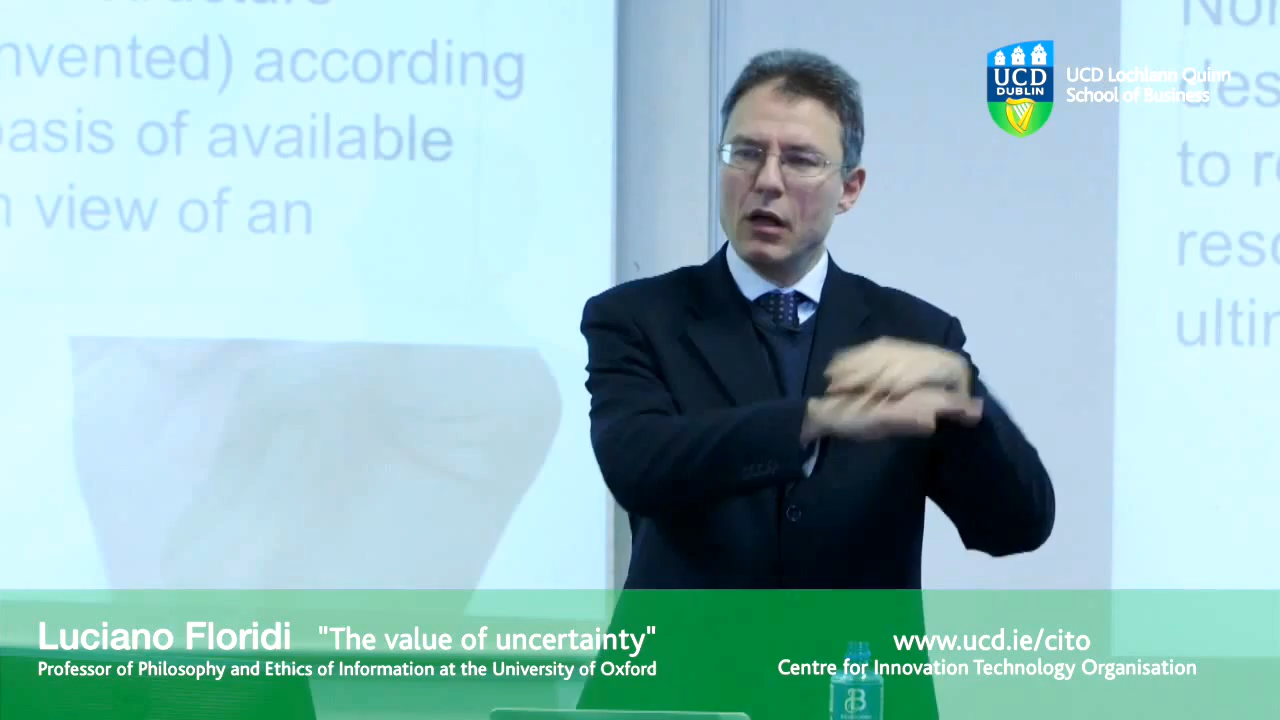 nvented) according
basis of available
view of an
UCD
DUBLIN
UCD Lochlann Quinn
School of Business
to
Luciano Floridi "The value of uncertainty"
Professor of Philosophy and Ethics of Information at the University of Oxford
www.ucd.ie/cito
Centre for Innovation Technology Organisation
B